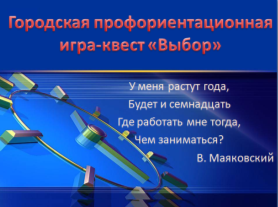 Городская профориентационная
игра-квест «Выбор»
У меня растут года,
Будет и семнадцать
Где работать мне тогда,
Чем заниматься?
В. Маяковский